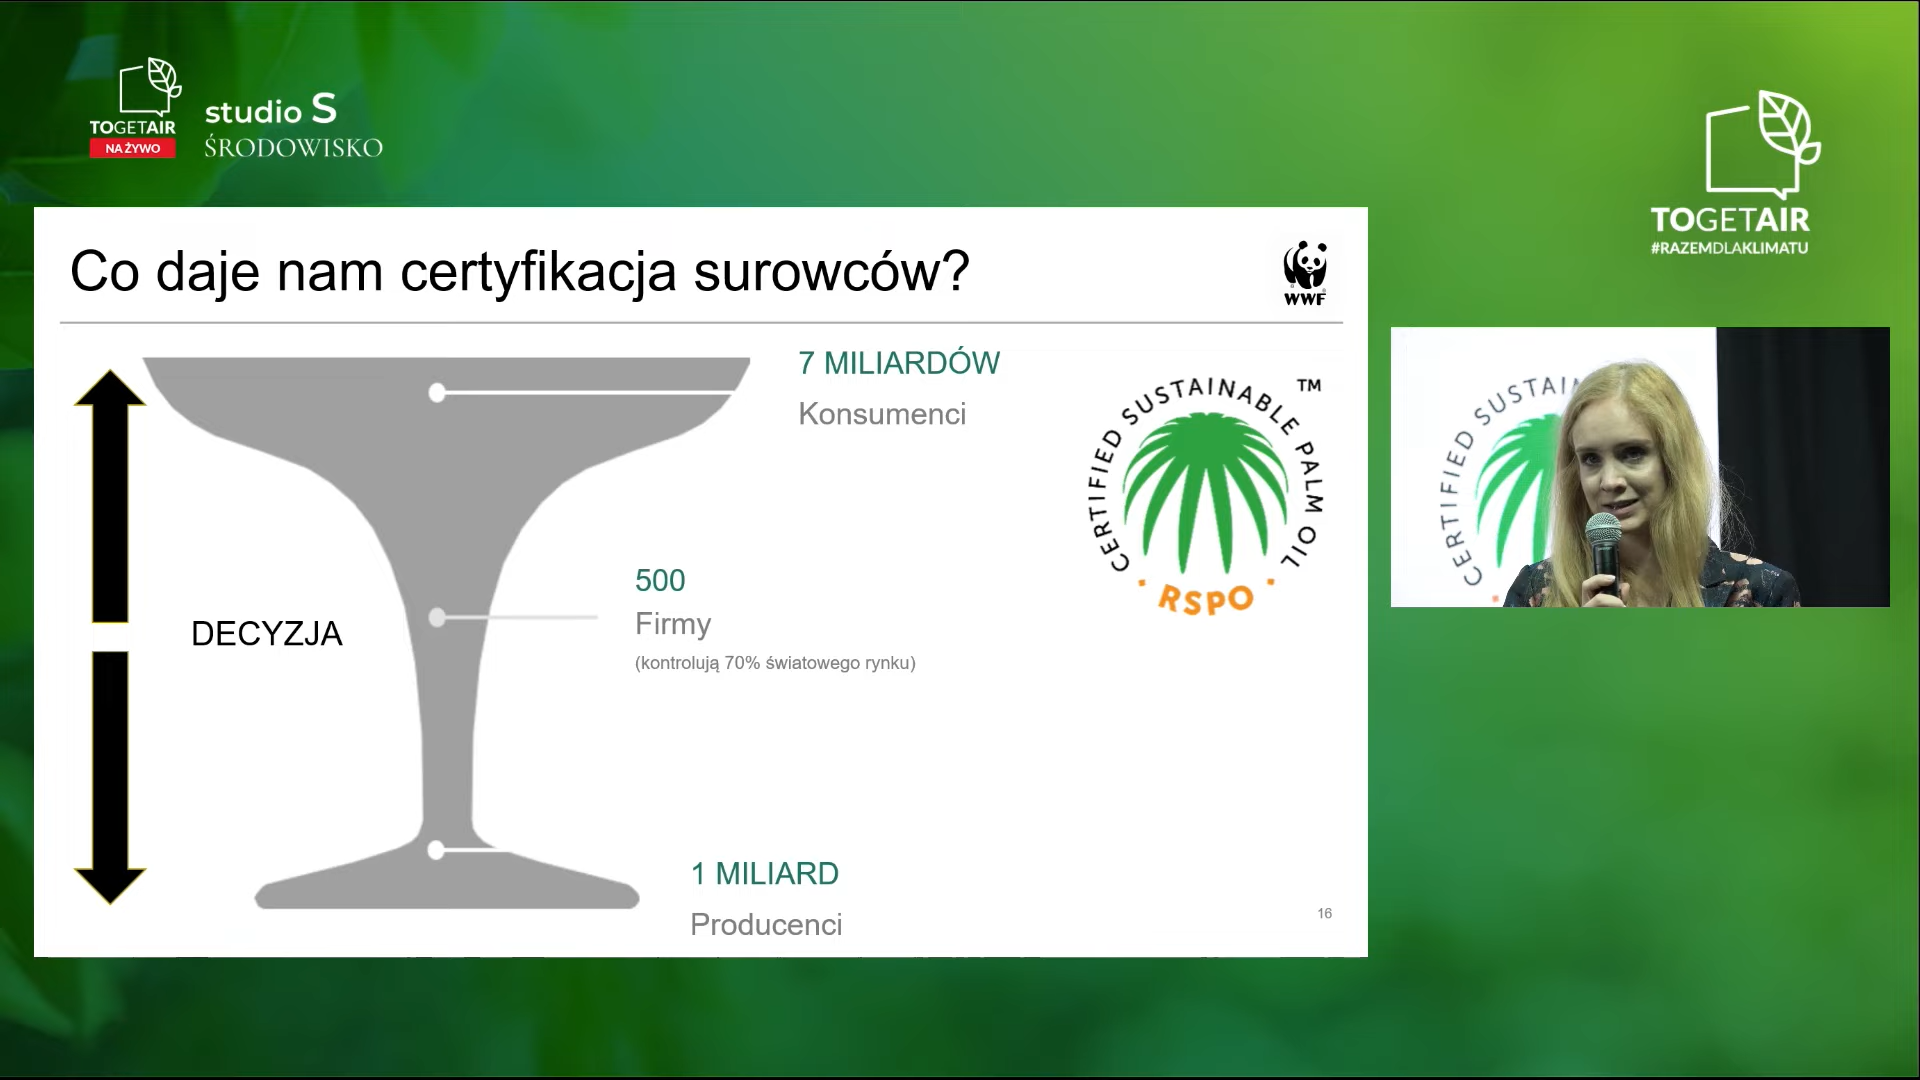 TOGETAIR
NA ŻYWO
studio S
ŚRODOWISKO
TOGETAIR
#RAZEMDLAKLIMATU
Co daje nam certyfikacja surowców?
WWF
7 MILIARDÓW
Konsumenci
CERTIFIED SUSTAINABLE PALM OIL
TM
RSPO
CERTIFIED SUSTAI
500
Firmy
(kontrolują 70% światowego rynku)
DECYZJA
1 MILIARD
Producenci
16